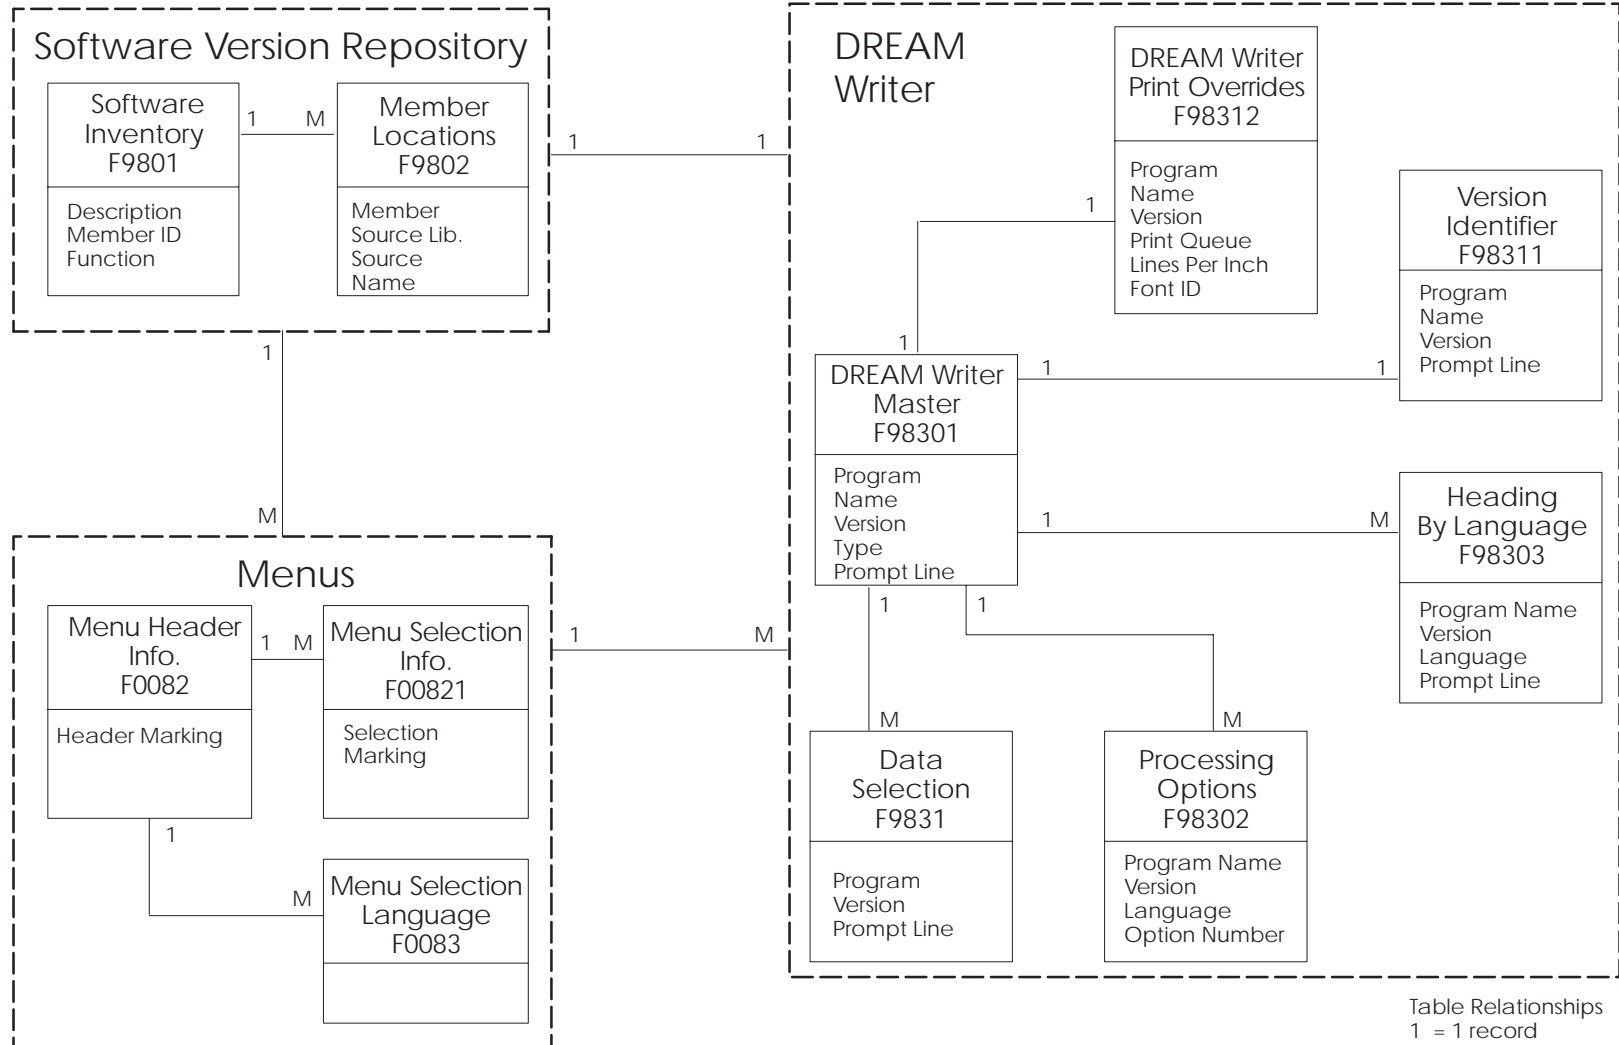 Software Version Repository
Software
Inventory
F9801
Description
Member ID
Function
1
M
Member
Locations
F9802
Member
Source Lib.
Source
Name
1
1
1
M
Menus
Menu Header
Info.
F0082
Header Marking
1
M
Menu Selection
Info.
F00821
Selection
Marking
1
M
Menu Selection
Language
F0083
1
M
DREAM
Writer
DREAM Writer
Print Overrides
F98312
Program
Name
Version
Print Queue
Lines Per Inch
Font ID
1
1
Version
Identifier
F98311
Program
Name
Version
Prompt Line
DREAM Writer
Master
F98301
Program
Name
Version
Type
Prompt Line
1
1
1
M
Heading
By Language
F98303
Program Name
Version
Language
Prompt Line
1
1
M
M
Data
Selection
F9831
Program
Version
Prompt Line
Processing
Options
F98302
Program Name
Version
Language
Option Number
Table Relationships
1 = 1 record